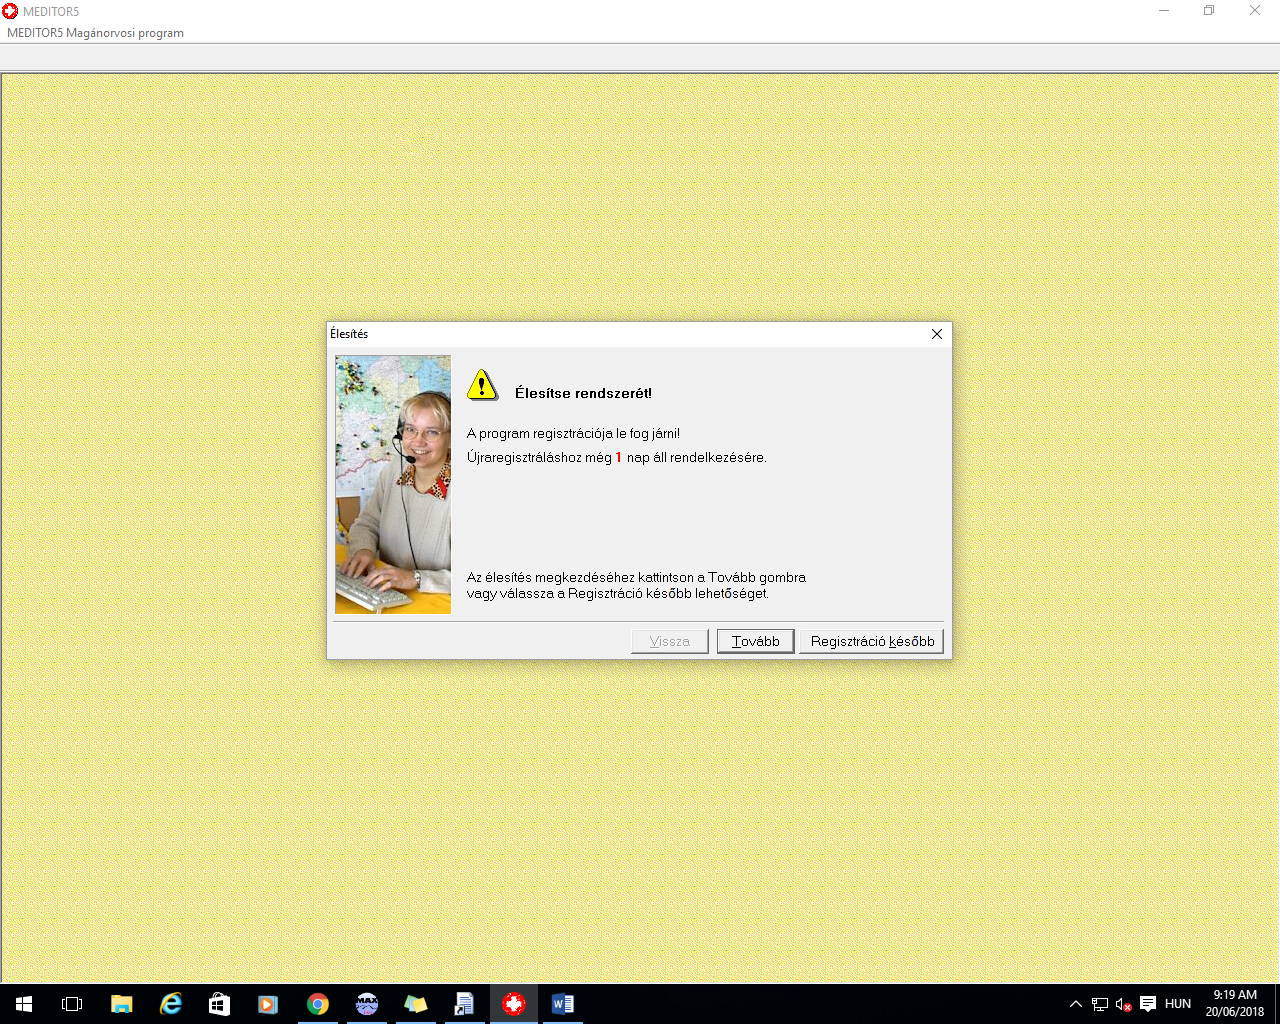 MEDITOR5
MEDITOR5 Magánorvosi program
Élesítés
Élesítse rendszerét!
A program regisztrációja le fog járni!
Újraregisztráláshoz még 1 nap áll rendelkezésére.
Az élesítés megkezdéséhez kattintson a Tovább gombra
vagy válassza a Regisztráció később lehetőséget.
Vissza
Tovább
Regisztráció később
MAX
HUN
9:19 AM
20/06/2018